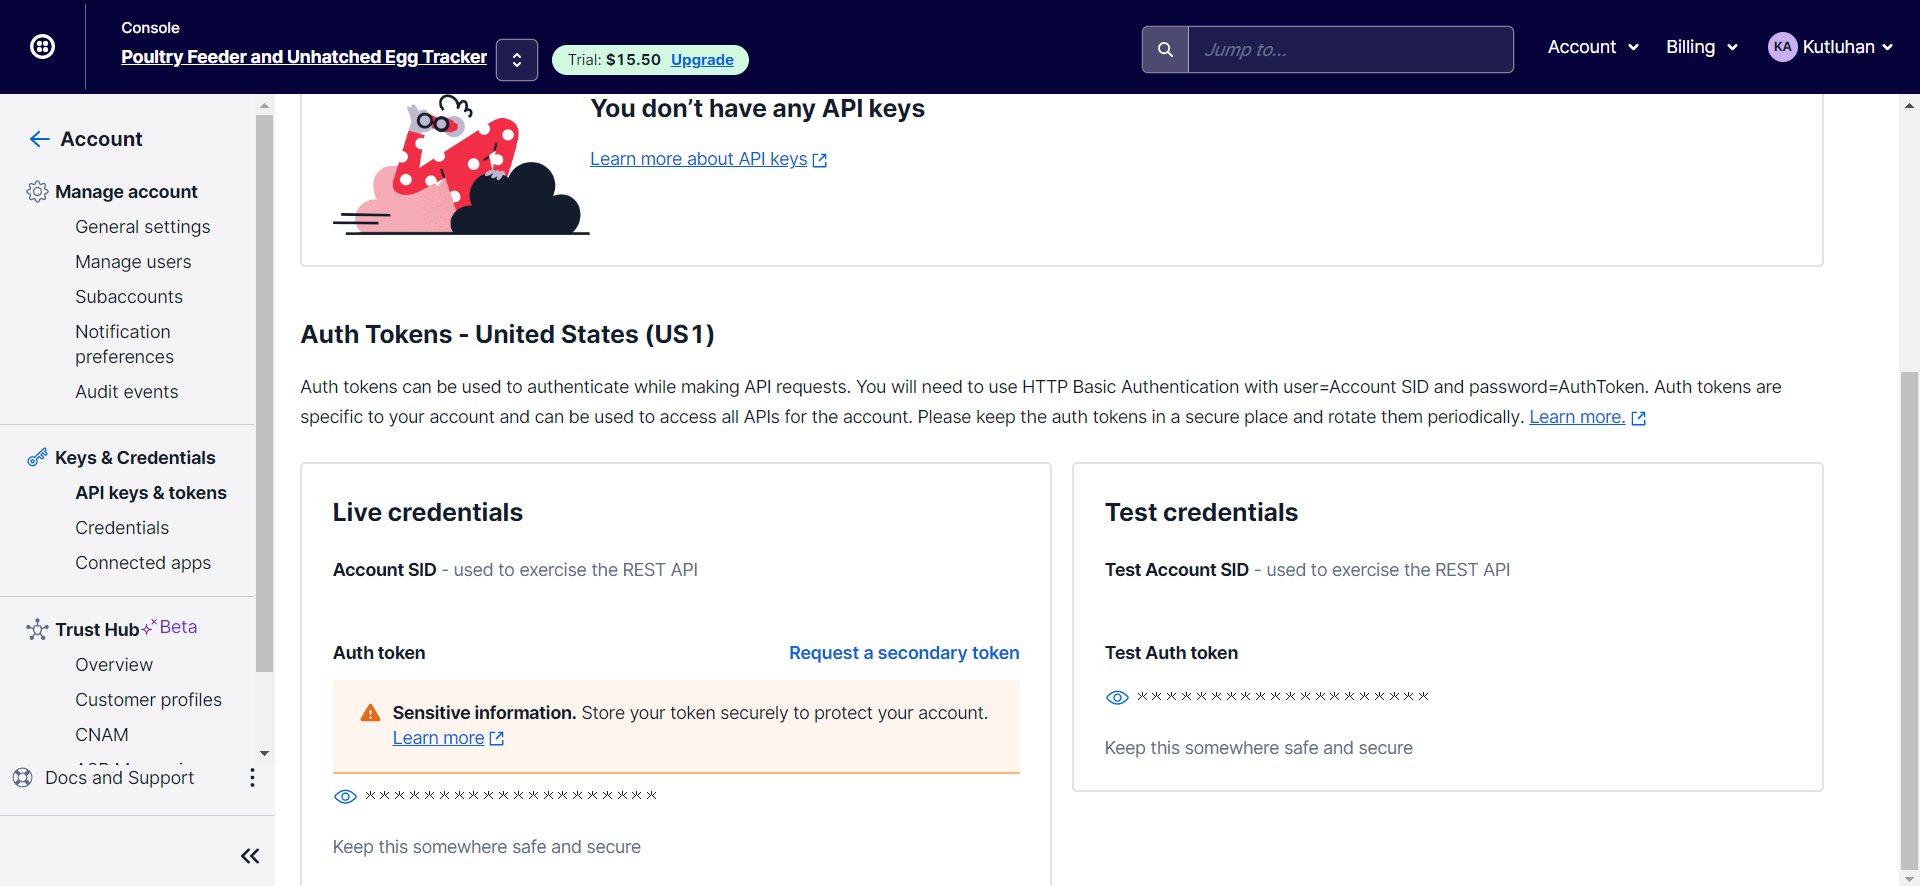 Console
Poultry Feeder and Unhatched Egg Tracker
Trial: $15.50 Upgrade
Jump to...
Account
Billing
KA Kutluhan
Account
Manage account
General settings
Manage users
Subaccounts
Notification
preferences
Audit events
Keys & Credentials
API keys & tokens
Credentials
Connected apps
Trust Hub Beta
Overview
Customer profiles
CNAM
Docs and Support
You don’t have any API keys
Learn more about API keys
Auth Tokens - United States (US1)
Auth tokens can be used to authenticate while making API requests. You will need to use HTTP Basic Authentication with user=Account SID and password=AuthToken. Auth tokens are
specific to your account and can be used to access all APIs for the account. Please keep the auth tokens in a secure place and rotate them periodically. Learn more.
Live credentials
Account SID - used to exercise the REST API
Auth token
Request a secondary token
Sensitive information. Store your token securely to protect your account.
Learn more
********************
Keep this somewhere safe and secure
Test credentials
Test Account SID - used to exercise the REST API
Test Auth token
********************
Keep this somewhere safe and secure